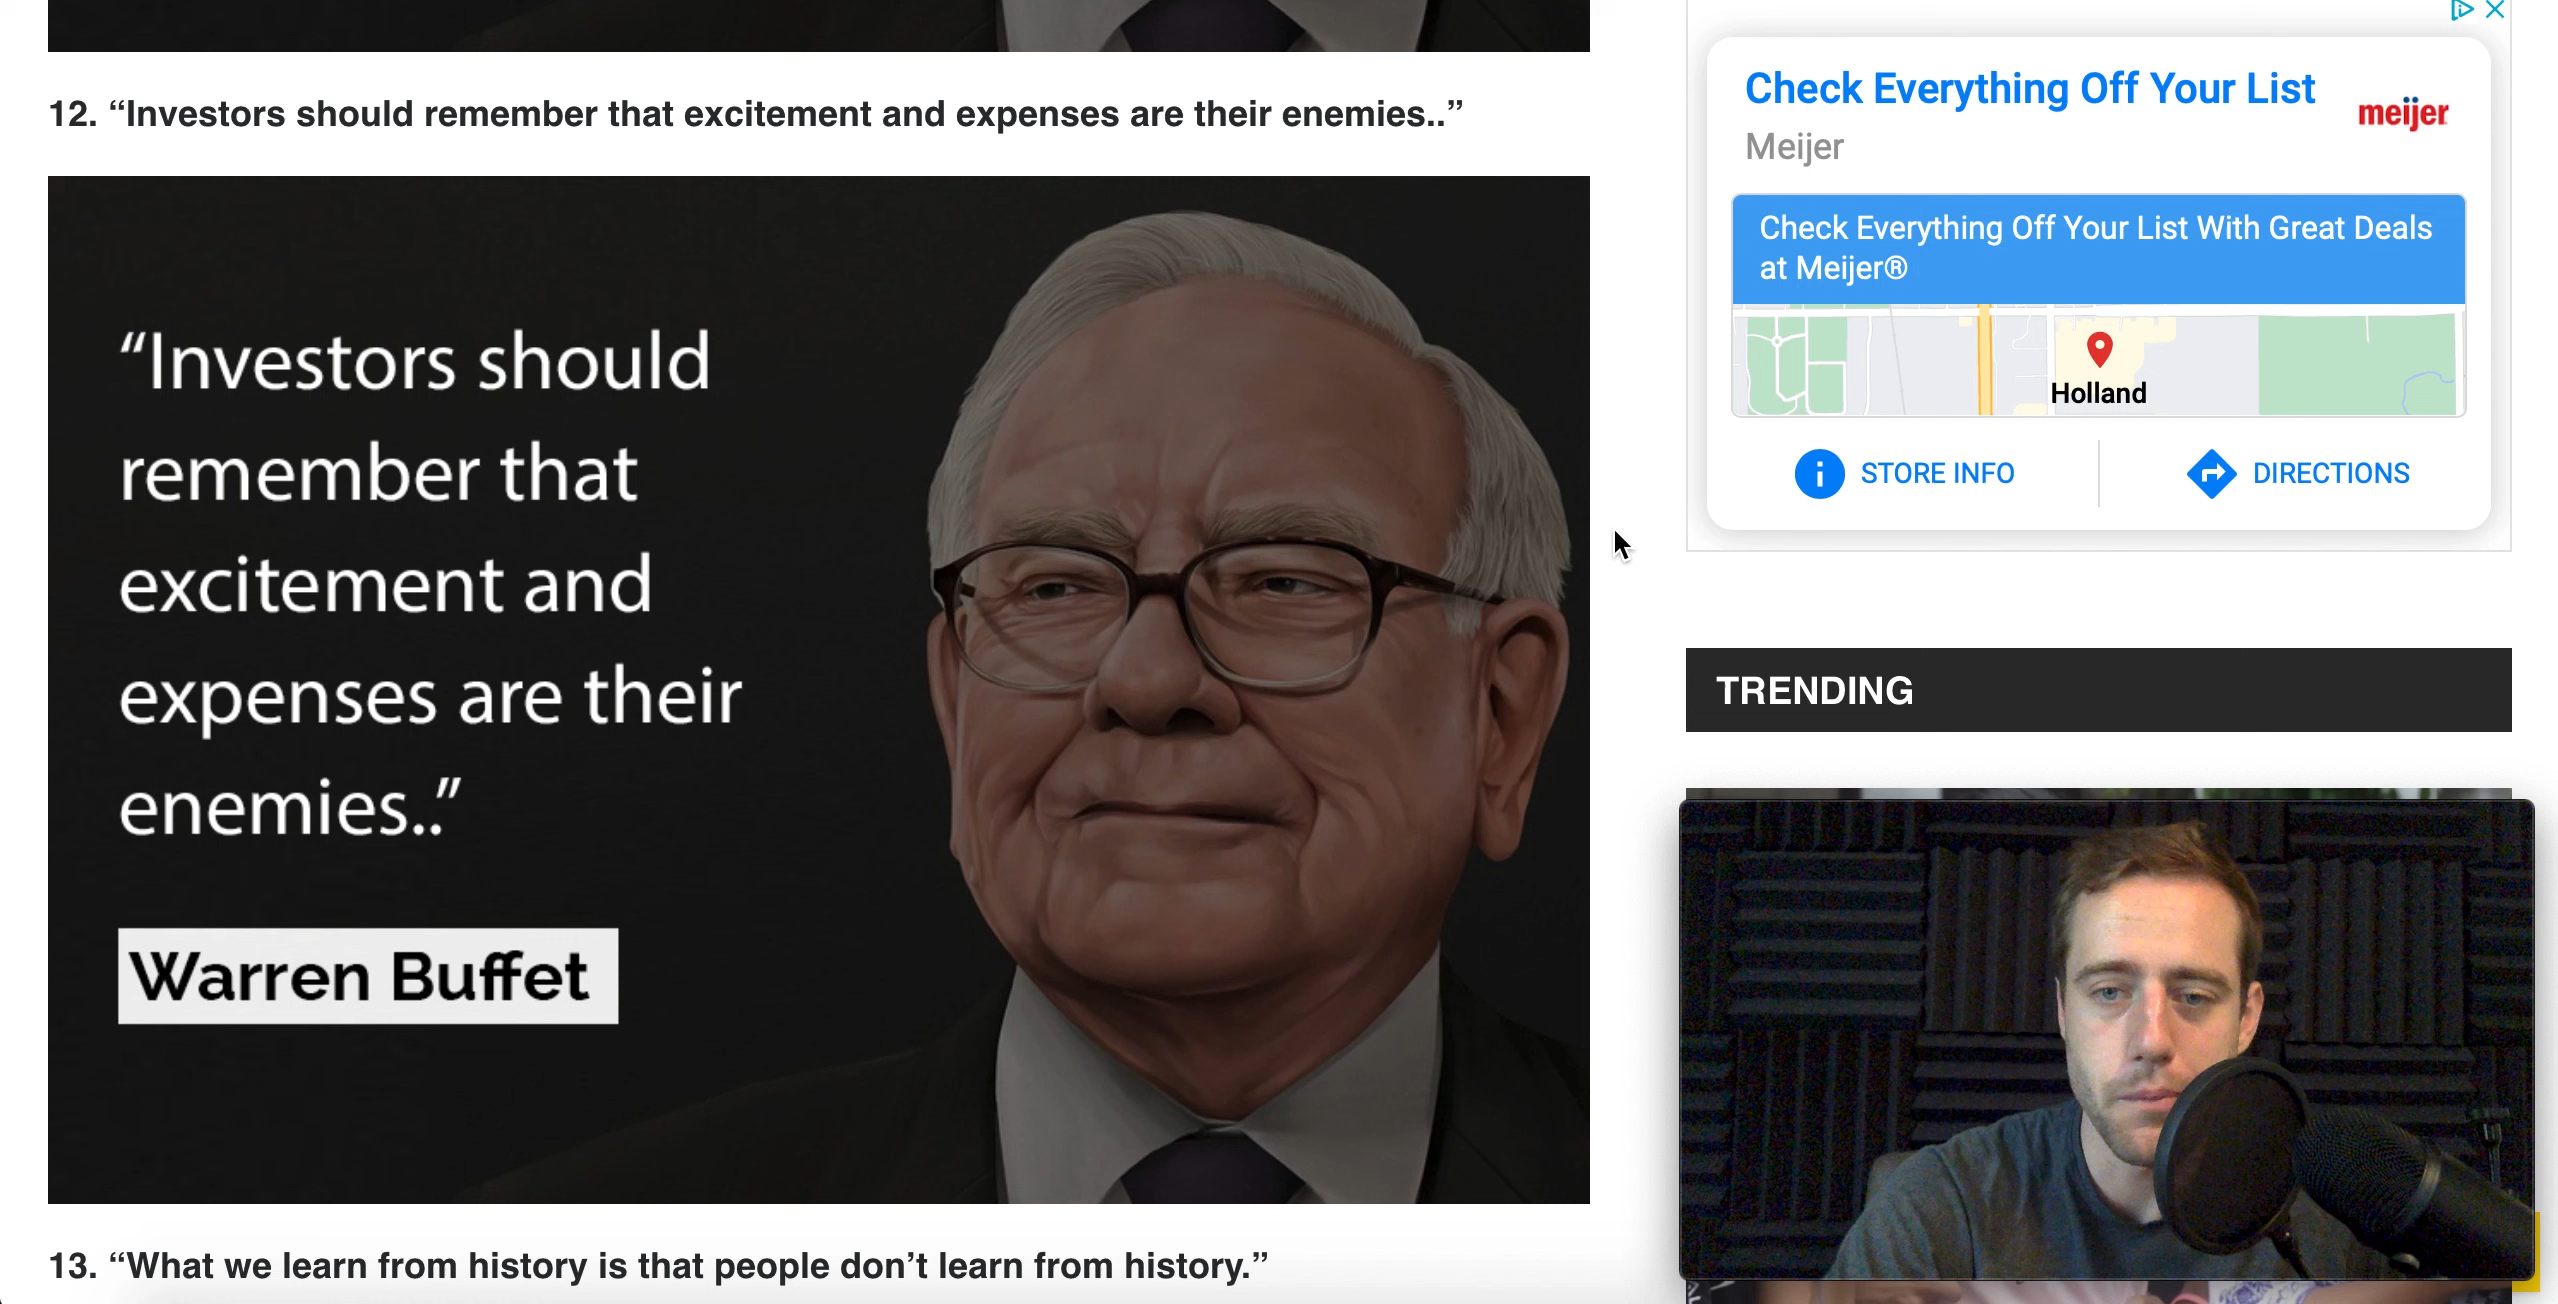 12. “Investors should remember that excitement and expenses are their enemies..”
“Investors should
remember that
excitement and
expenses are their
enemies..”
Warren Buffet
13. “What we learn from history is that people don’t learn from history.”
Check Everything Off Your List
meijer
Meijer
Check Everything Off Your List With Great Deals
at Meijer®
Holland
STORE INFO
DIRECTIONS
TRENDING